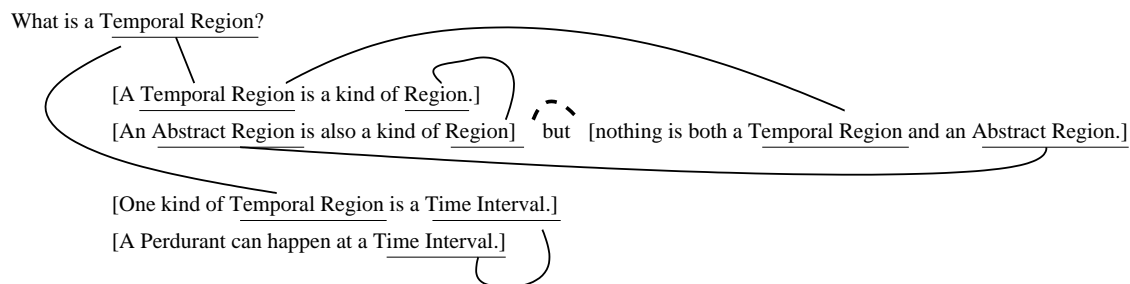 What is a Temporal Region?
[A Temporal Region is a kind of Region.]
[An Abstract Region is also a kind of Region] but [nothing is both a Temporal Region and an Abstract Region.]
[One kind of Temporal Region is a Time Interval.]
[A Perdurant can happen at a Time Interval.]